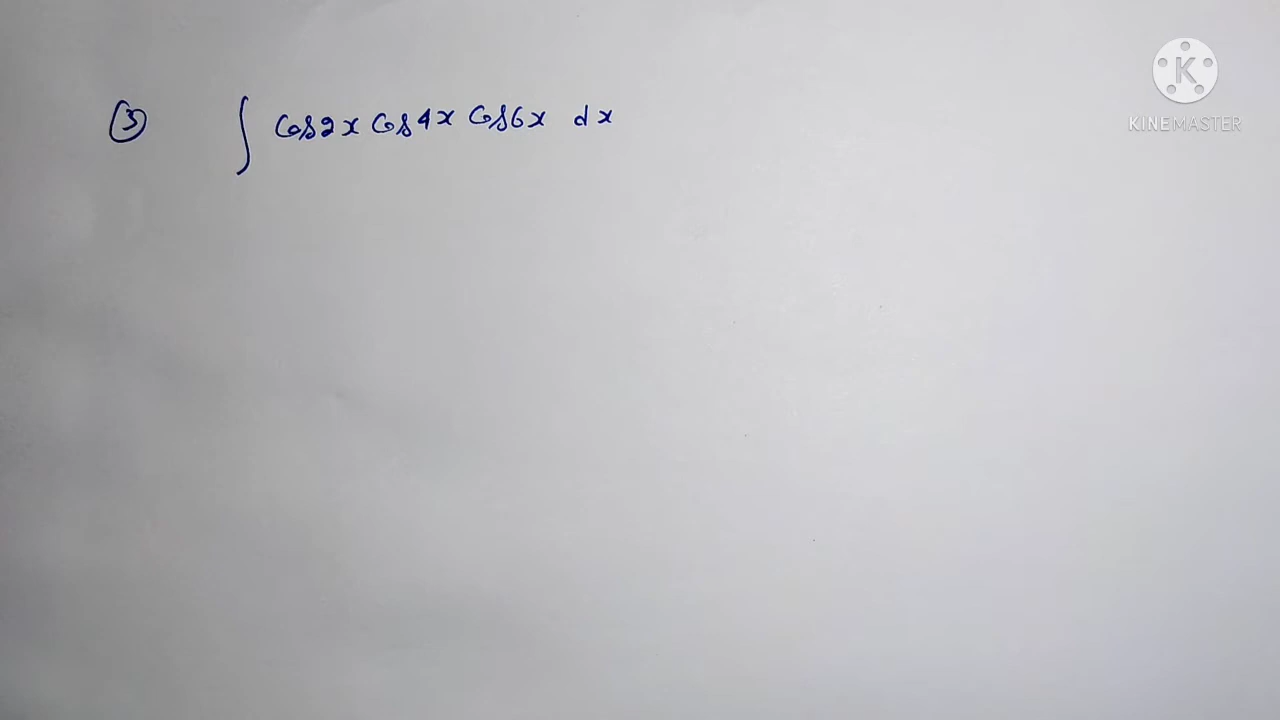 ③ ∫ Cos2x Cos4x Cos6x dx
K
KINEMASTER